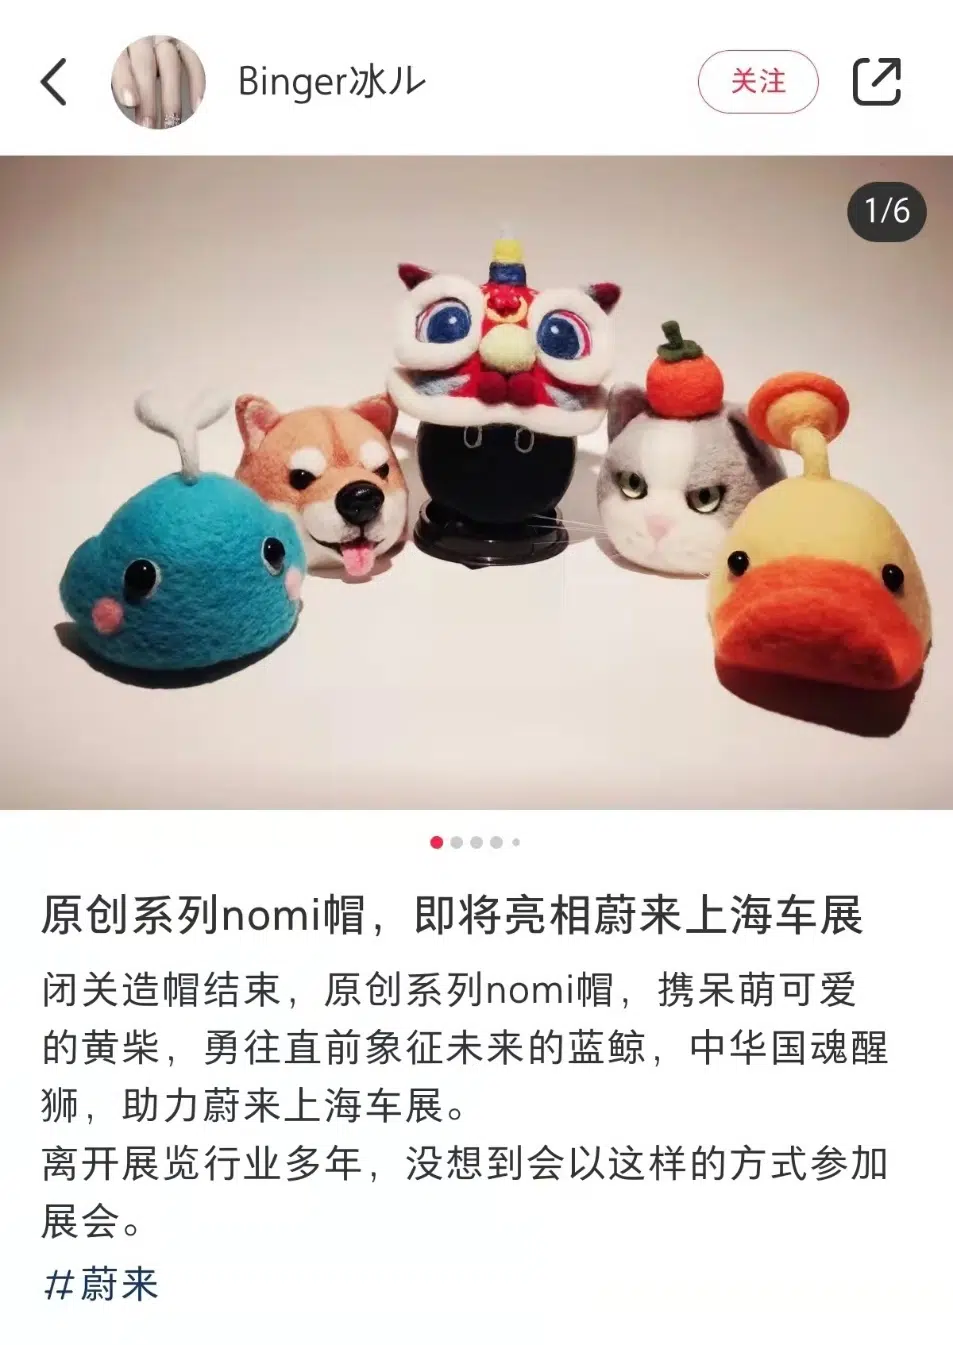 Binger冰ル
关注
1/6
原创系列nomi帽，即将亮相蔚来上海车展
闭关造帽结束，原创系列nomi帽，携呆萌可爱
的黄柴，勇往直前象征未来的蓝鲸，中华国魂醒
狮，助力蔚来上海车展。
离开展览行业多年，没想到会以这样的方式参加
展会。
#蔚来